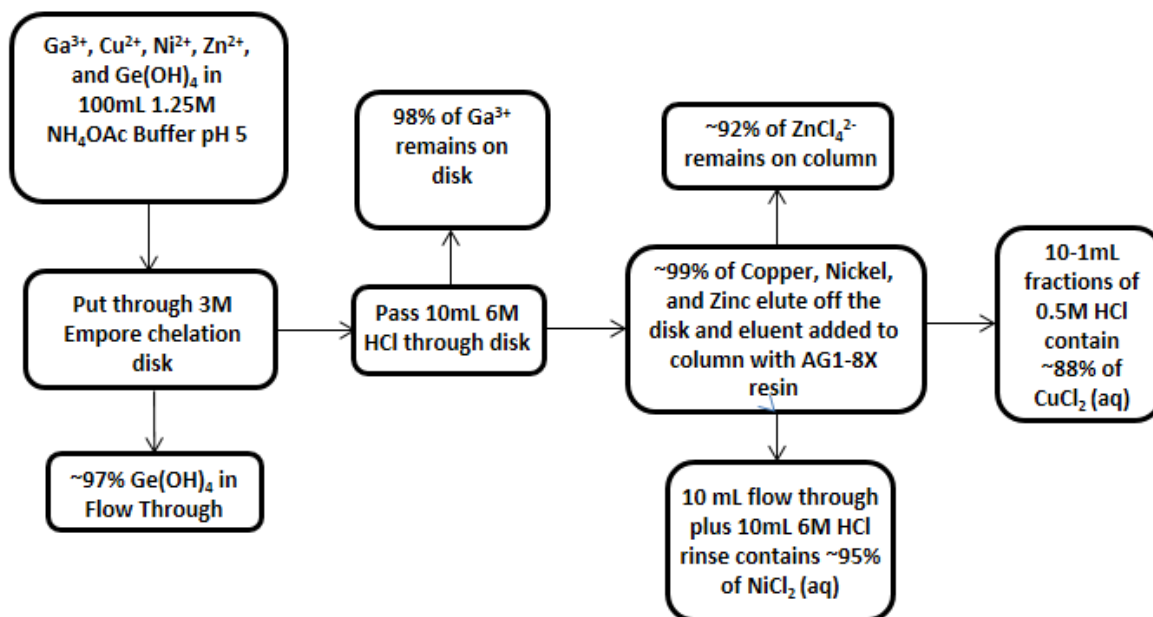 Ga³⁺, Cu²⁺, Ni²⁺, Zn²⁺,
and Ge(OH)₄ in
100mL 1.25M
NH₄OAc Buffer pH 5
Put through 3M
Empore chelation
disk
~97% Ge(OH)₄ in
Flow Through
98% of Ga³⁺
remains on
disk
Pass 10mL 6M
HCl through disk
~92% of ZnCl₄²⁻
remains on column
~99% of Copper, Nickel,
and Zinc elute off the
disk and eluent added to
column with AG1-8X
resin
10 mL flow through
plus 10mL 6M HCl
rinse contains ~95%
of NiCl₂ (aq)
10-1mL
fractions of
0.5M HCl
contain
~88% of
CuCl₂ (aq)